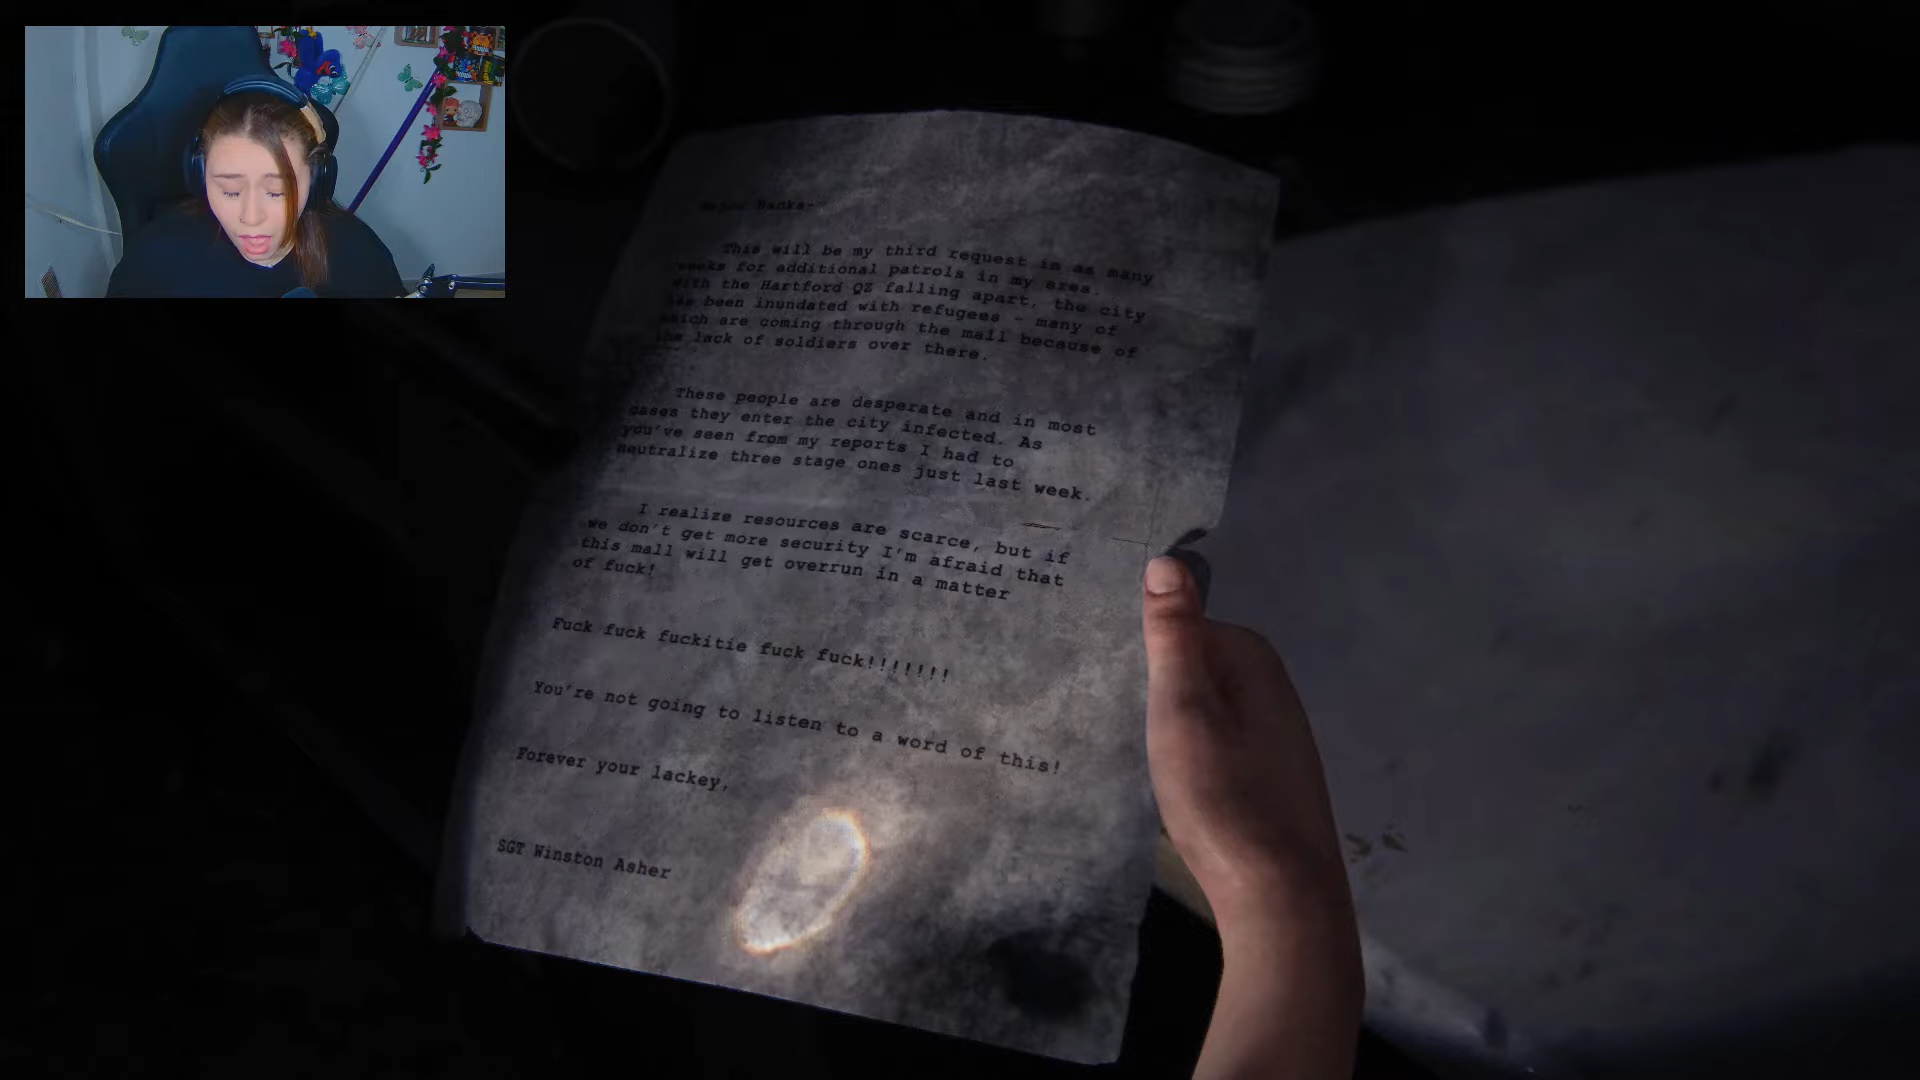 Major Banks-
This will be my third request in as many
weeks for additional patrols in my area.
With the Hartford QZ falling apart, the city
has been inundated with refugees - many of
which are coming through the mall because of
the lack of soldiers over there.
These people are desperate and in most
cases they enter the city infected. As
you've seen from my reports I had to
neutralize three stage ones just last week.
I realize resources are scarce, but if
we don't get more security I'm afraid that
this mall will get overrun in a matter
of fuck!
Fuck fuck fuckitie fuck fuck!!!!!!!
You're not going to listen to a word of this!
Forever your lackey,
SGT Winston Asher